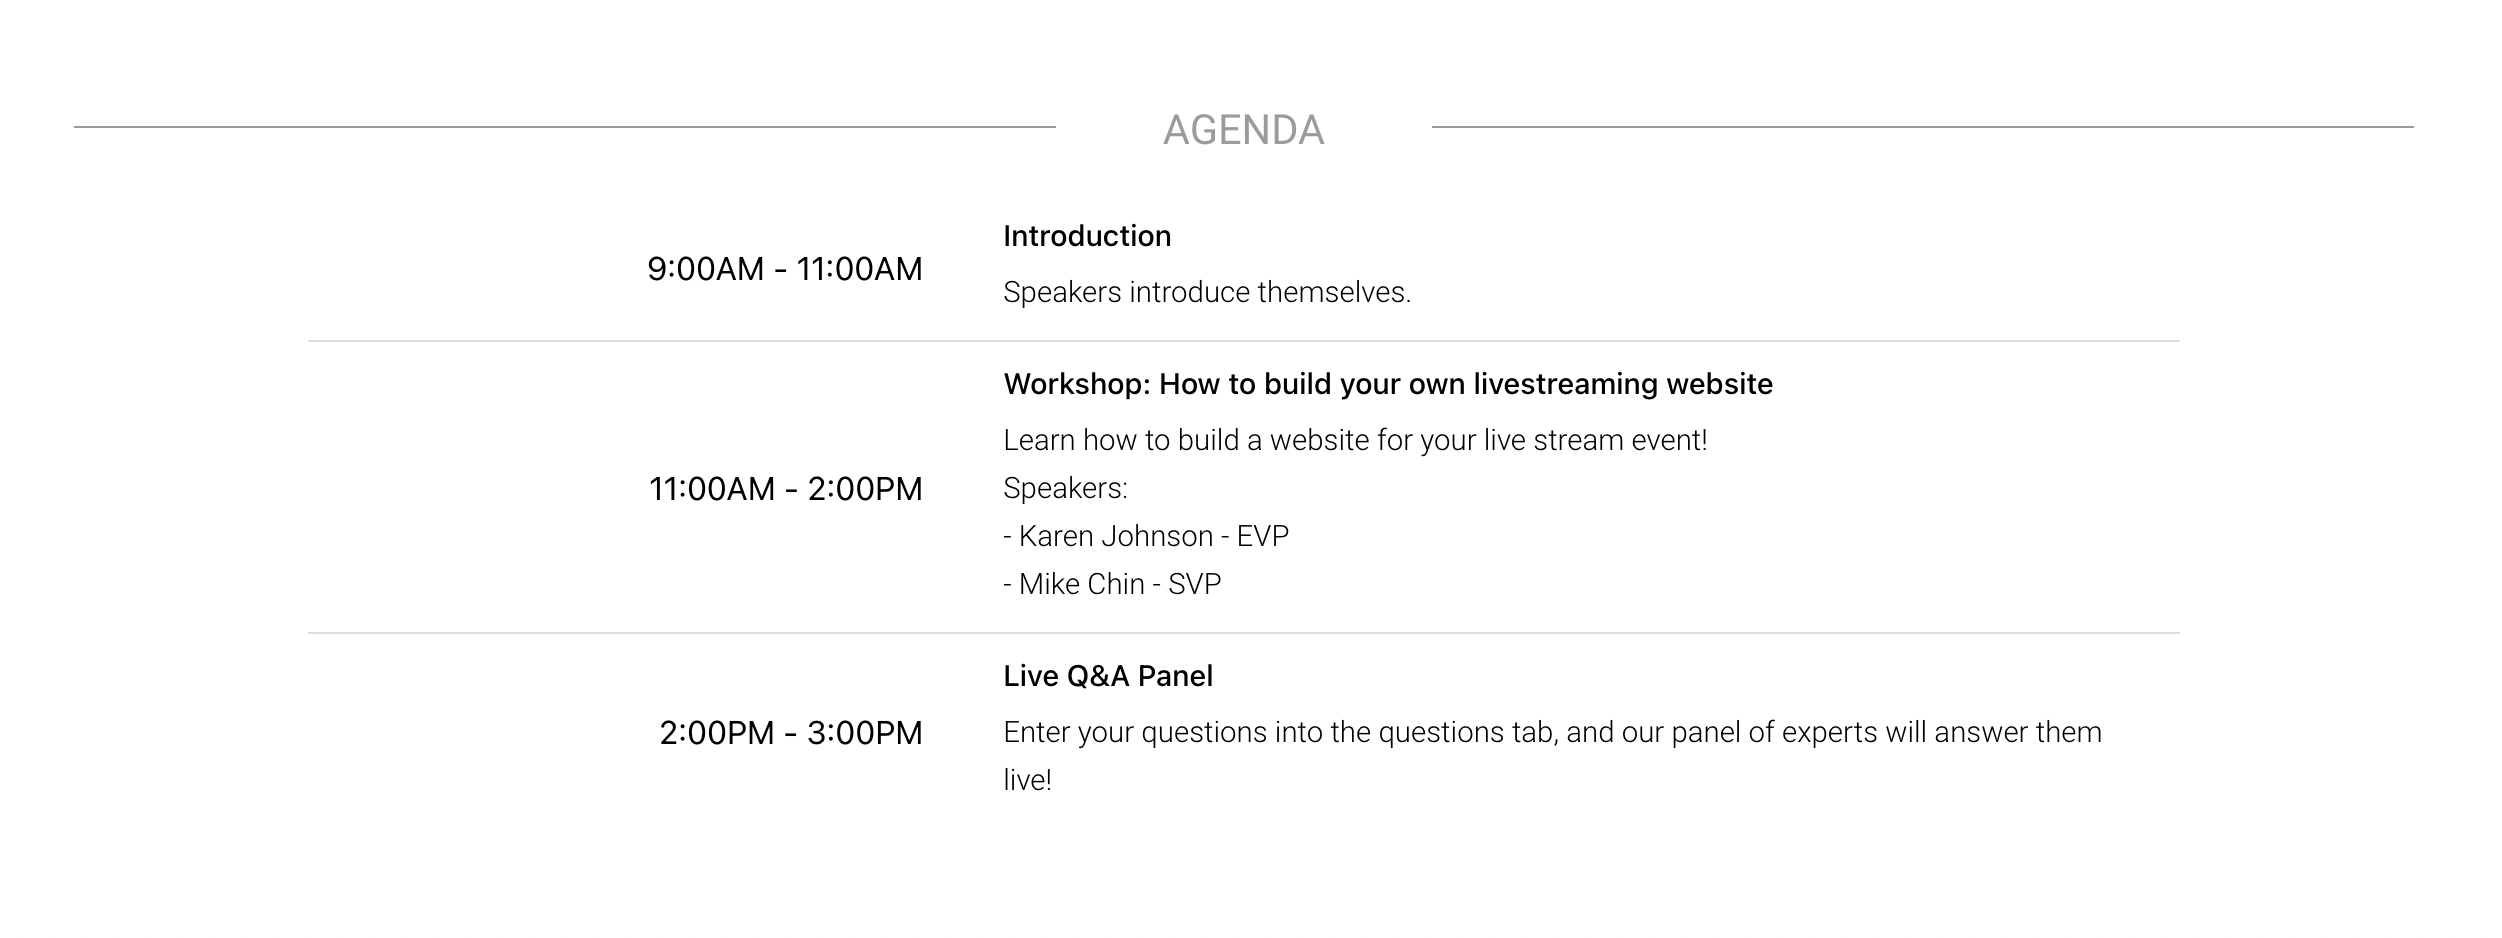 AGENDA
9:00AM - 11:00AM
Introduction
Speakers introduce themselves.
11:00AM - 2:00PM
Workshop: How to build your own livestreaming website
Learn how to build a website for your live stream event!
Speakers:
- Karen Johnson - EVP
- Mike Chin - SVP
2:00PM - 3:00PM
Live Q&A Panel
Enter your questions into the questions tab, and our panel of experts will answer them
live!